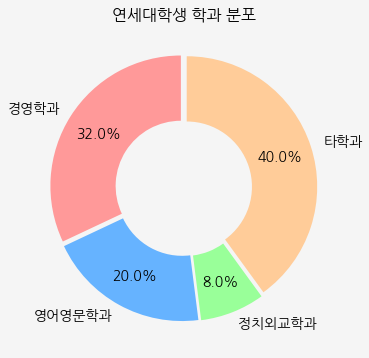 연세대학생 학과 분포
경영학과
32.0%
타학과
40.0%
20.0%
8.0%
영어영문학과
정치외교학과